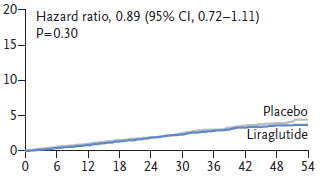 20
Hazard ratio, 0.89 (95% CI, 0.72–1.11)
P=0.30
15
10
5
Placebo
Liraglutide
0
0 6 12 18 24 30 36 42 48 54